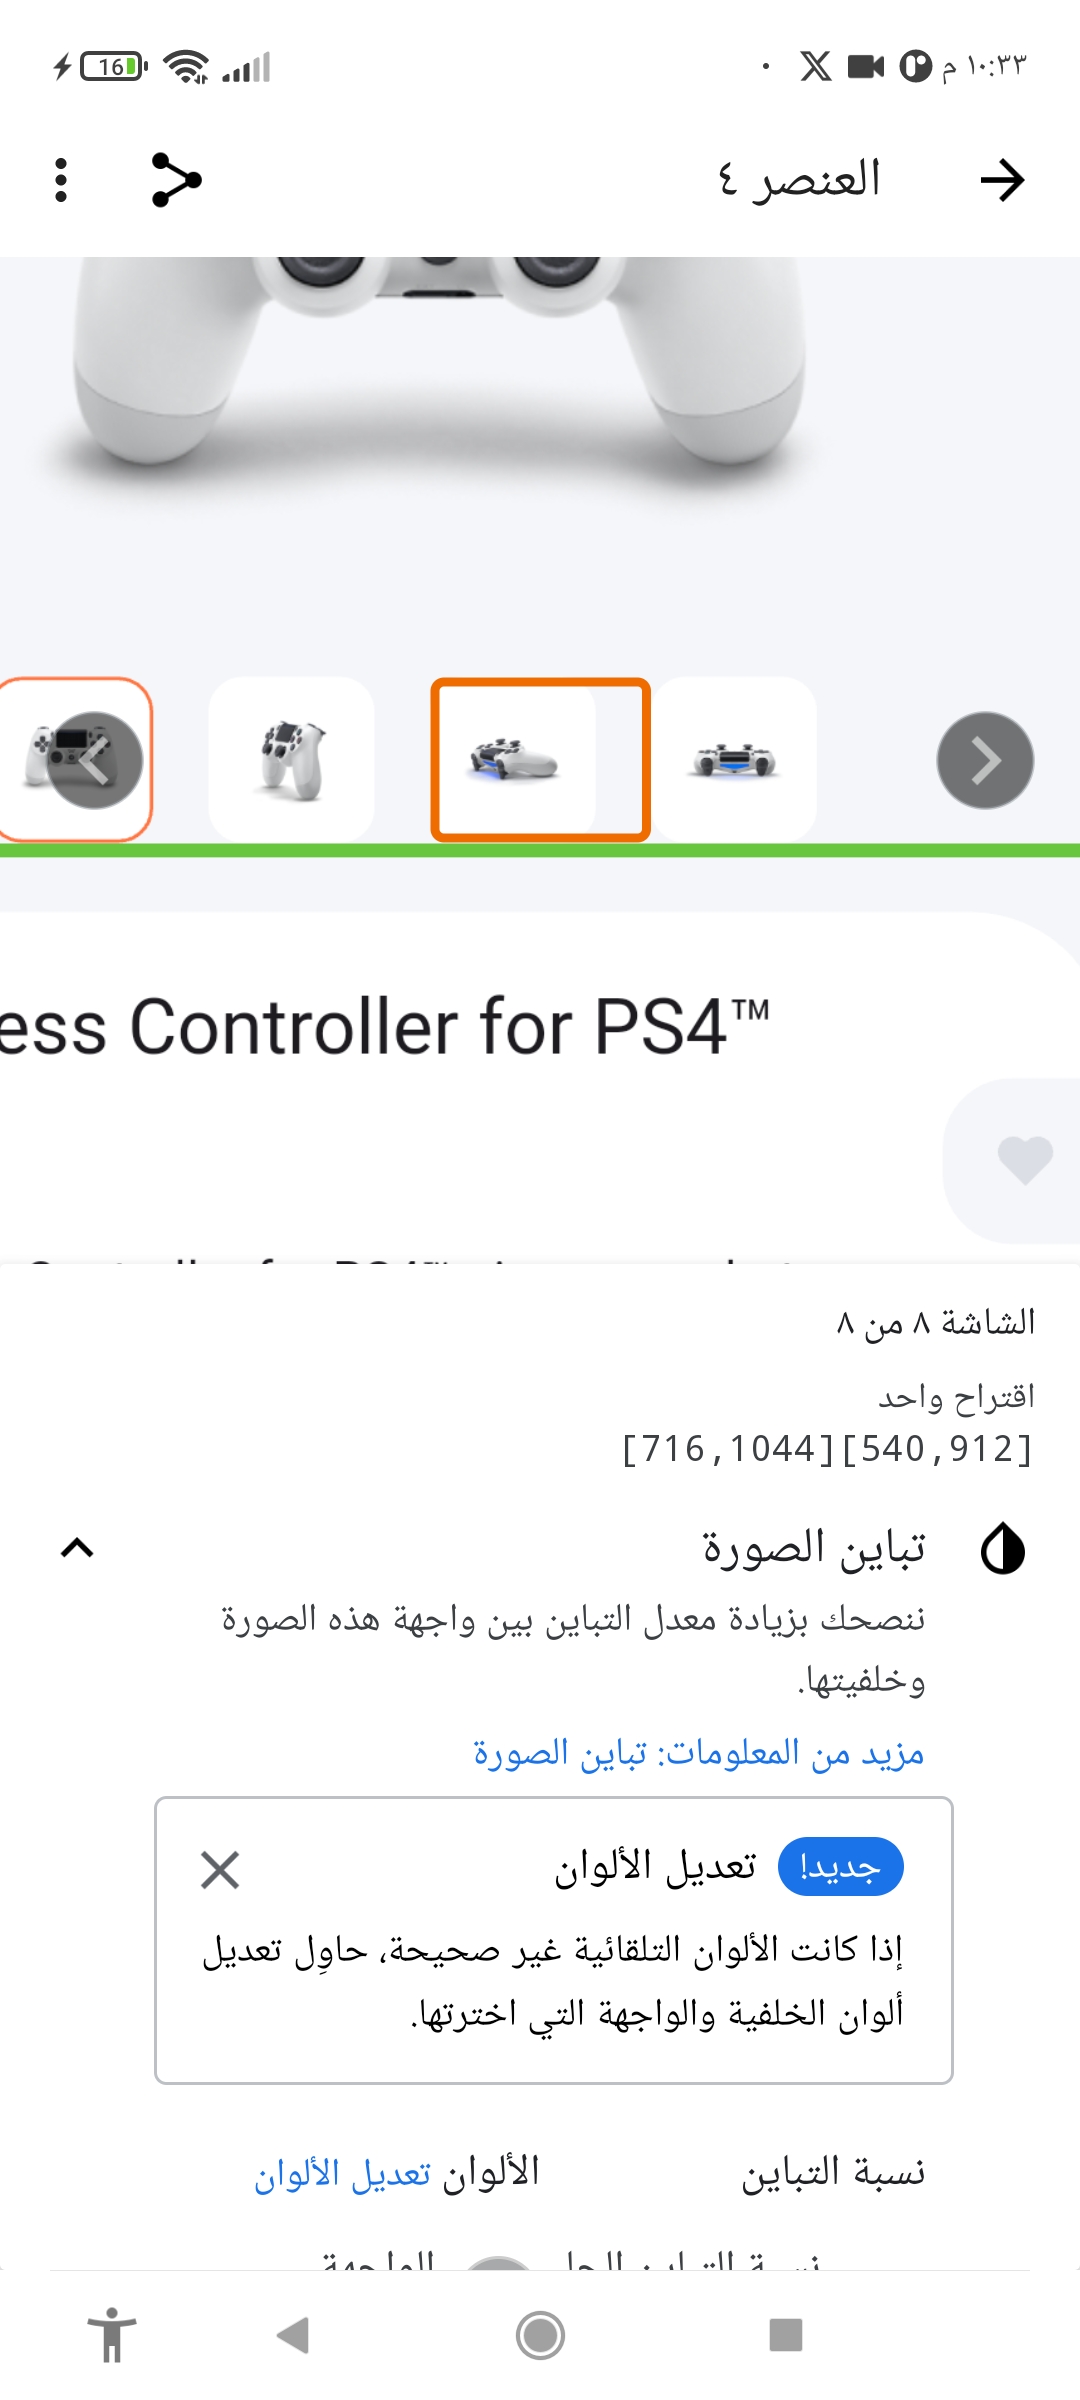 16
١٠:٣٣ م
العنصر ٤
ess Controller for PS4™
الشاشة ٨ من ٨
اقتراح واحد
[716,1044][540,912]
تباين الصورة
ننصحك بزيادة معدل التباين بين واجهة هذه الصورة
وخلفيتها.
مزيد من المعلومات: تباين الصورة
جديد! تعديل الألوان
إذا كانت الألوان التلقائية غير صحيحة، حاوِل تعديل
ألوان الخلفية والواجهة التي اخترتها.
نسبة التباين
الألوان تعديل الألوان